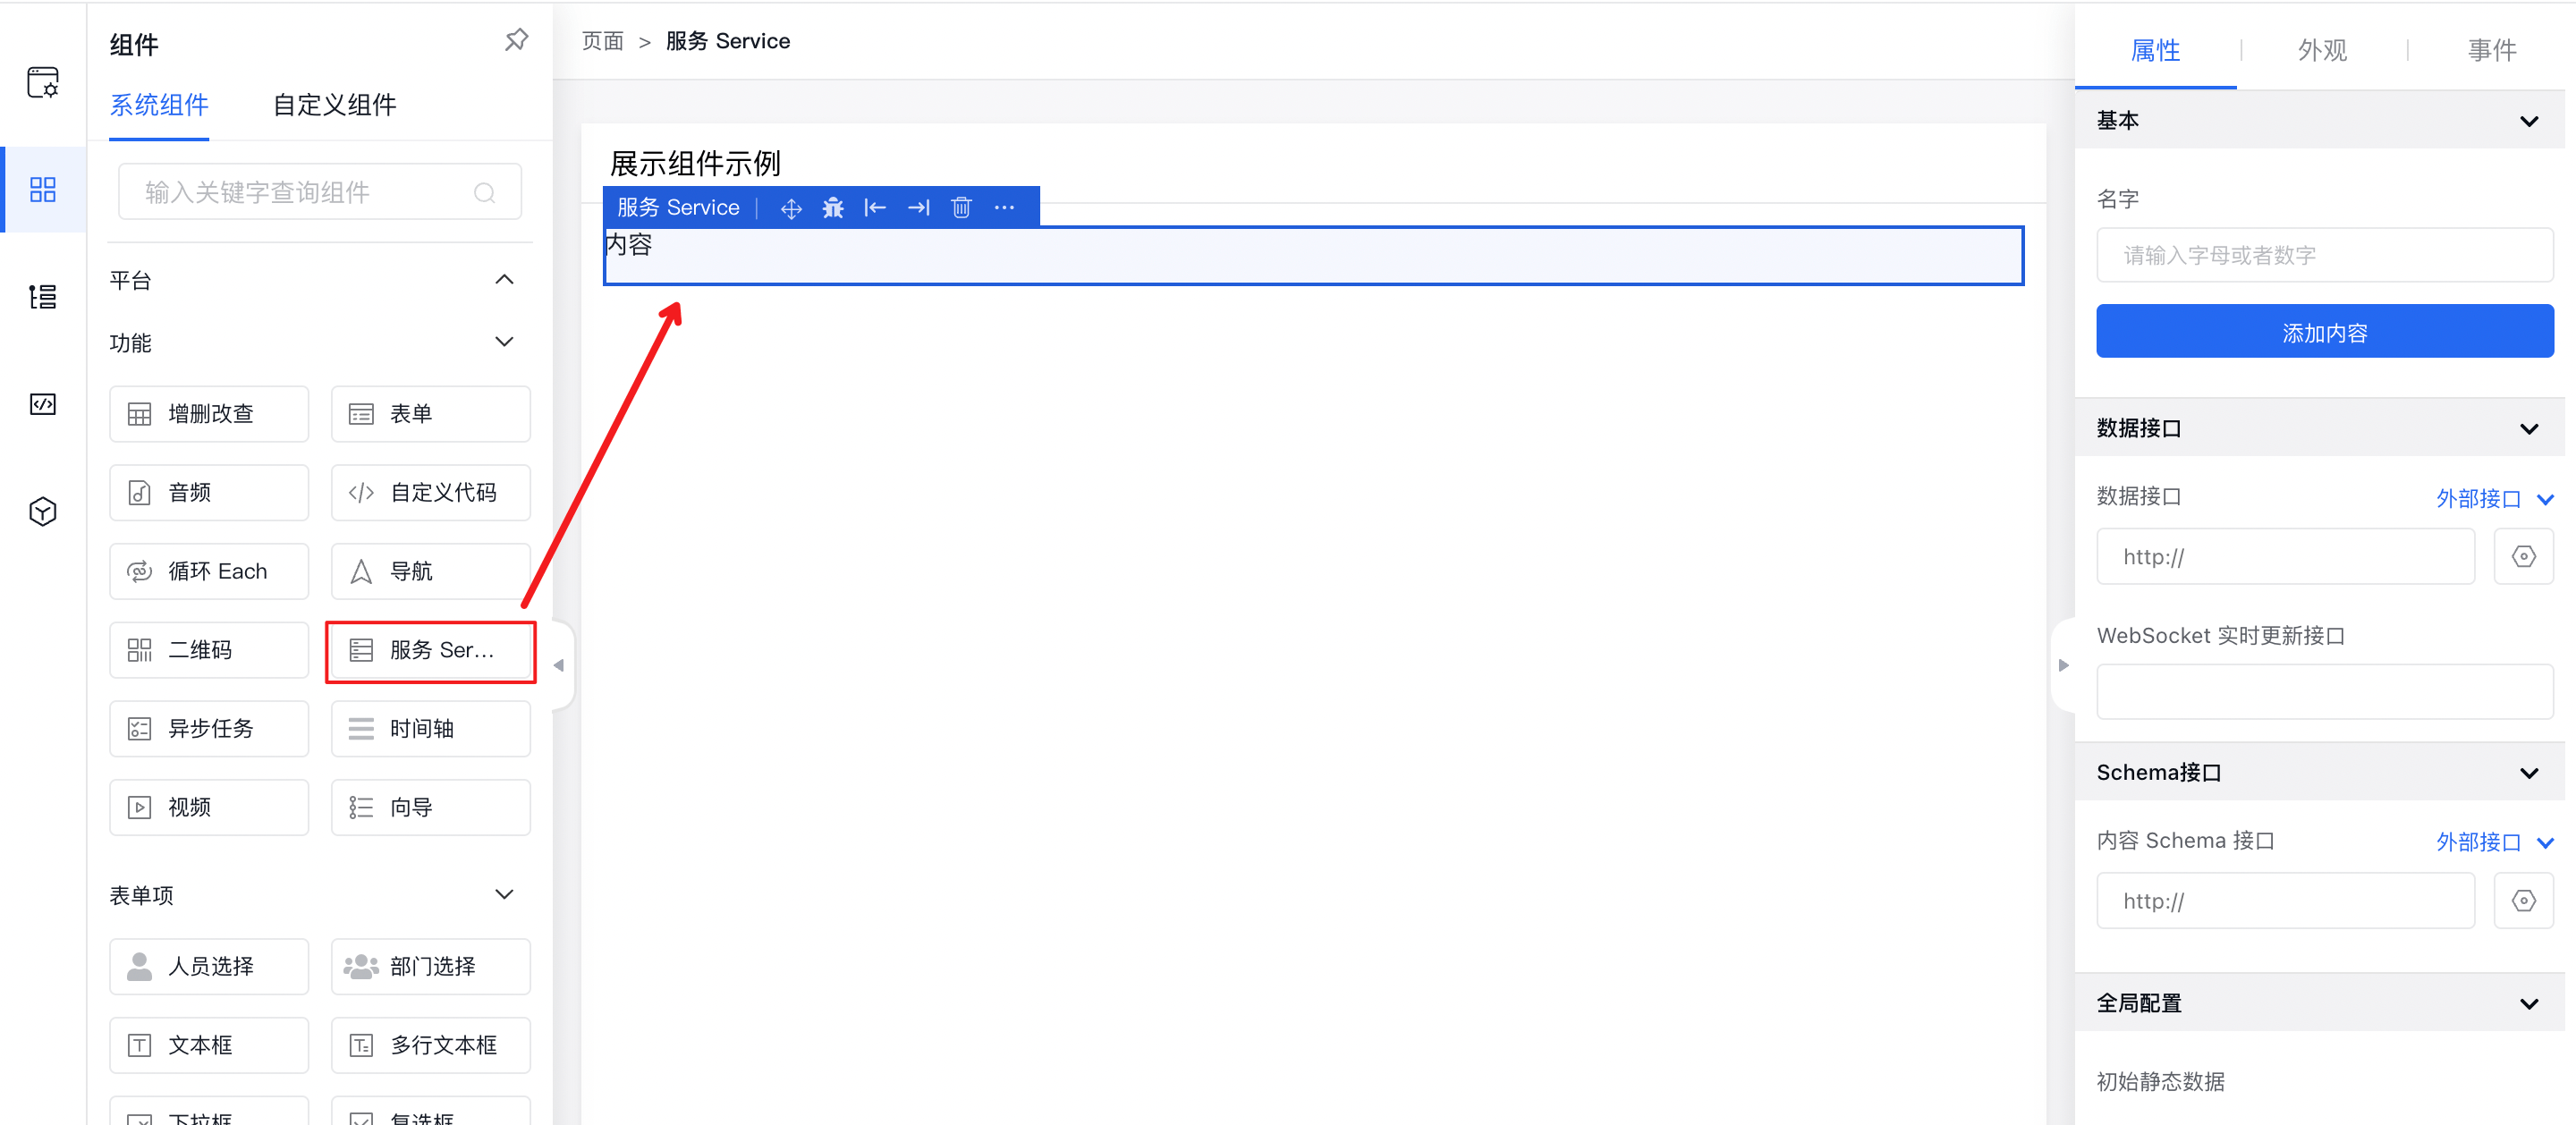 组件
系统组件 自定义组件
输入关键字查询组件
平台
功能
增删改查 表单
音频 自定义代码
循环 Each 导航
二维码 服务 Ser...
异步任务 时间轴
视频 向导
表单项
人员选择 部门选择
文本框 多行文本框
下拉框 复选框
页面 > 服务 Service
展示组件示例
服务 Service
内容
属性 外观 事件
基本
名字
请输入字母或者数字
添加内容
数据接口
数据接口 外部接口
http://
WebSocket 实时更新接口
Schema接口
内容 Schema 接口 外部接口
http://
全局配置
初始静态数据